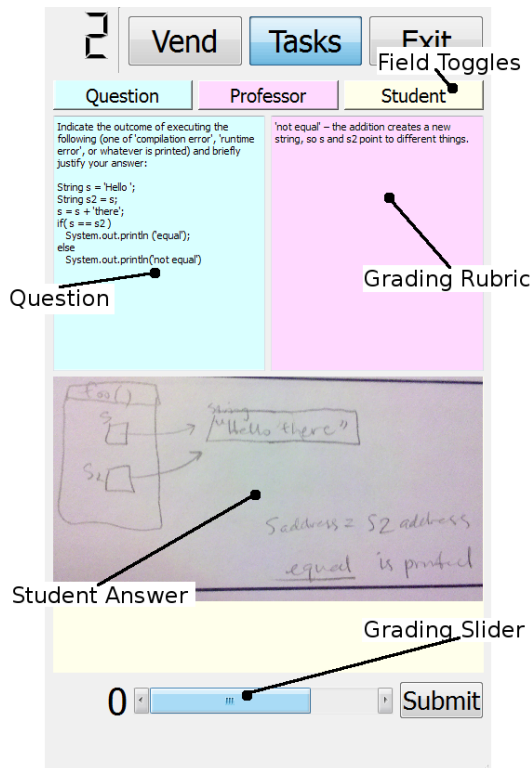 2 Vend Tasks Exit
Field Toggles
Question Professor Student
Indicate the outcome of executing the
following (one of 'compilation error', 'runtime
error', or whatever is printed) and briefly
justify your answer:
String s = 'Hello ';
String s2 = s;
s = s + 'there';
if( s == s2 )
System.out.println ('equal');
else
System.out.println('not equal')
'not equal' – the addition creates a new
string, so s and s2 point to different things.
Question
Grading Rubric
foo()
s
String
"Hello there"
S2
Saddress = S2 address
equal is printed
Student Answer
Grading Slider
0 Submit